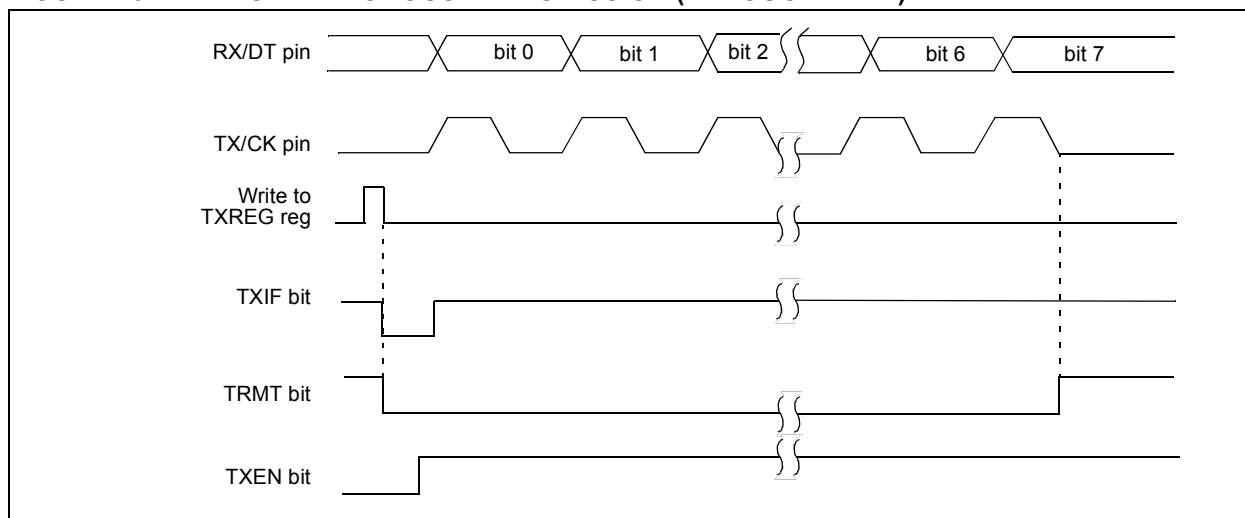 RX/DT pin
bit 0
bit 1
bit 2
bit 6
bit 7
TX/CK pin
Write to
TXREG reg
TXIF bit
TRMT bit
TXEN bit